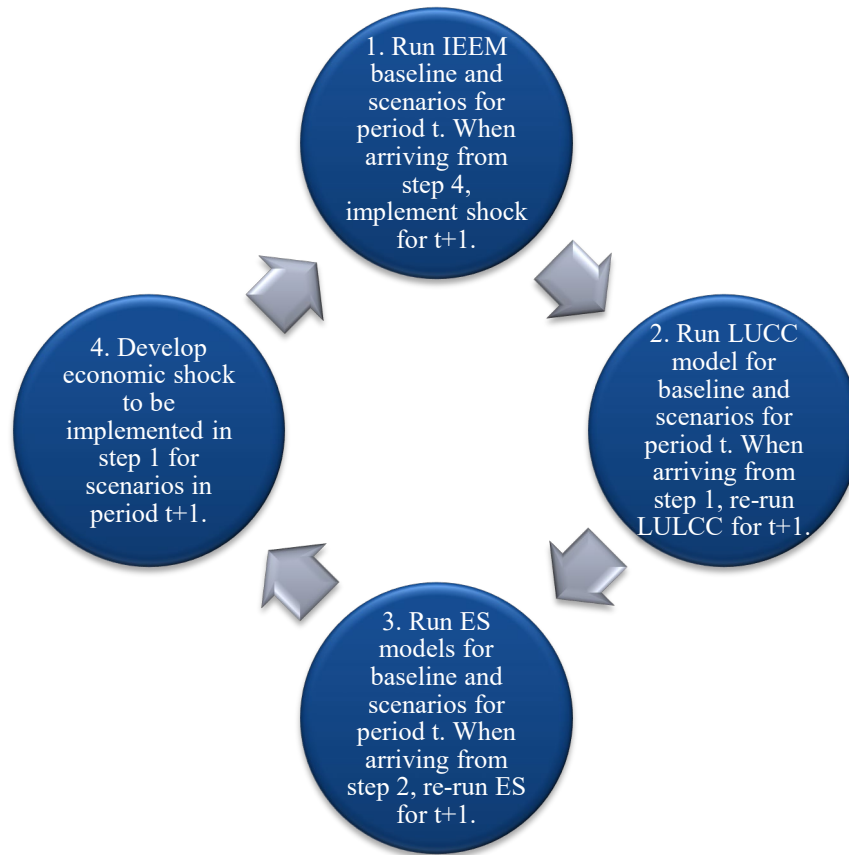 1. Run IEEM
baseline and
scenarios for
period t. When
arriving from
step 4,
implement shock
for t+1.
2. Run LUCC
model for
baseline and
scenarios for
period t. When
arriving from
step 1, re-run
LULCC for t+1.
3. Run ES
models for
baseline and
scenarios for
period t. When
arriving from
step 2, re-run ES
for t+1.
4. Develop
economic shock
to be
implemented in
step 1 for
scenarios in
period t+1.